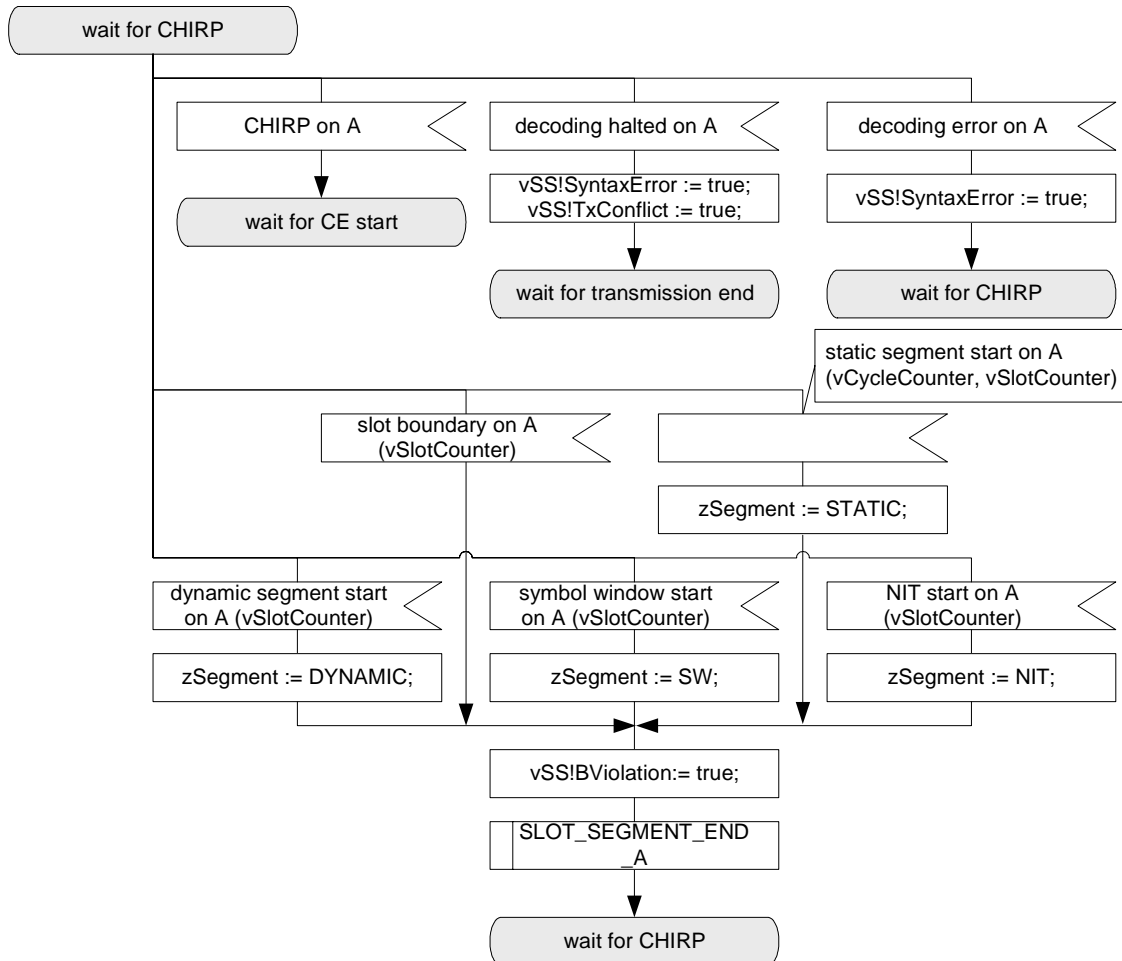 wait for CHIRP
CHIRP on A
decoding halted on A
decoding error on A
vSS!SyntaxError := true;
vSS!TxConflict := true;
vSS!SyntaxError := true;
wait for CE start
wait for transmission end
wait for CHIRP
static segment start on A
(vCycleCounter, vSlotCounter)
slot boundary on A
(vSlotCounter)
zSegment := STATIC;
dynamic segment start
on A (vSlotCounter)
symbol window start
on A (vSlotCounter)
NIT start on A
(vSlotCounter)
zSegment := DYNAMIC;
zSegment := SW;
zSegment := NIT;
vSS!BViolation:= true;
SLOT_SEGMENT_END
_A
wait for CHIRP